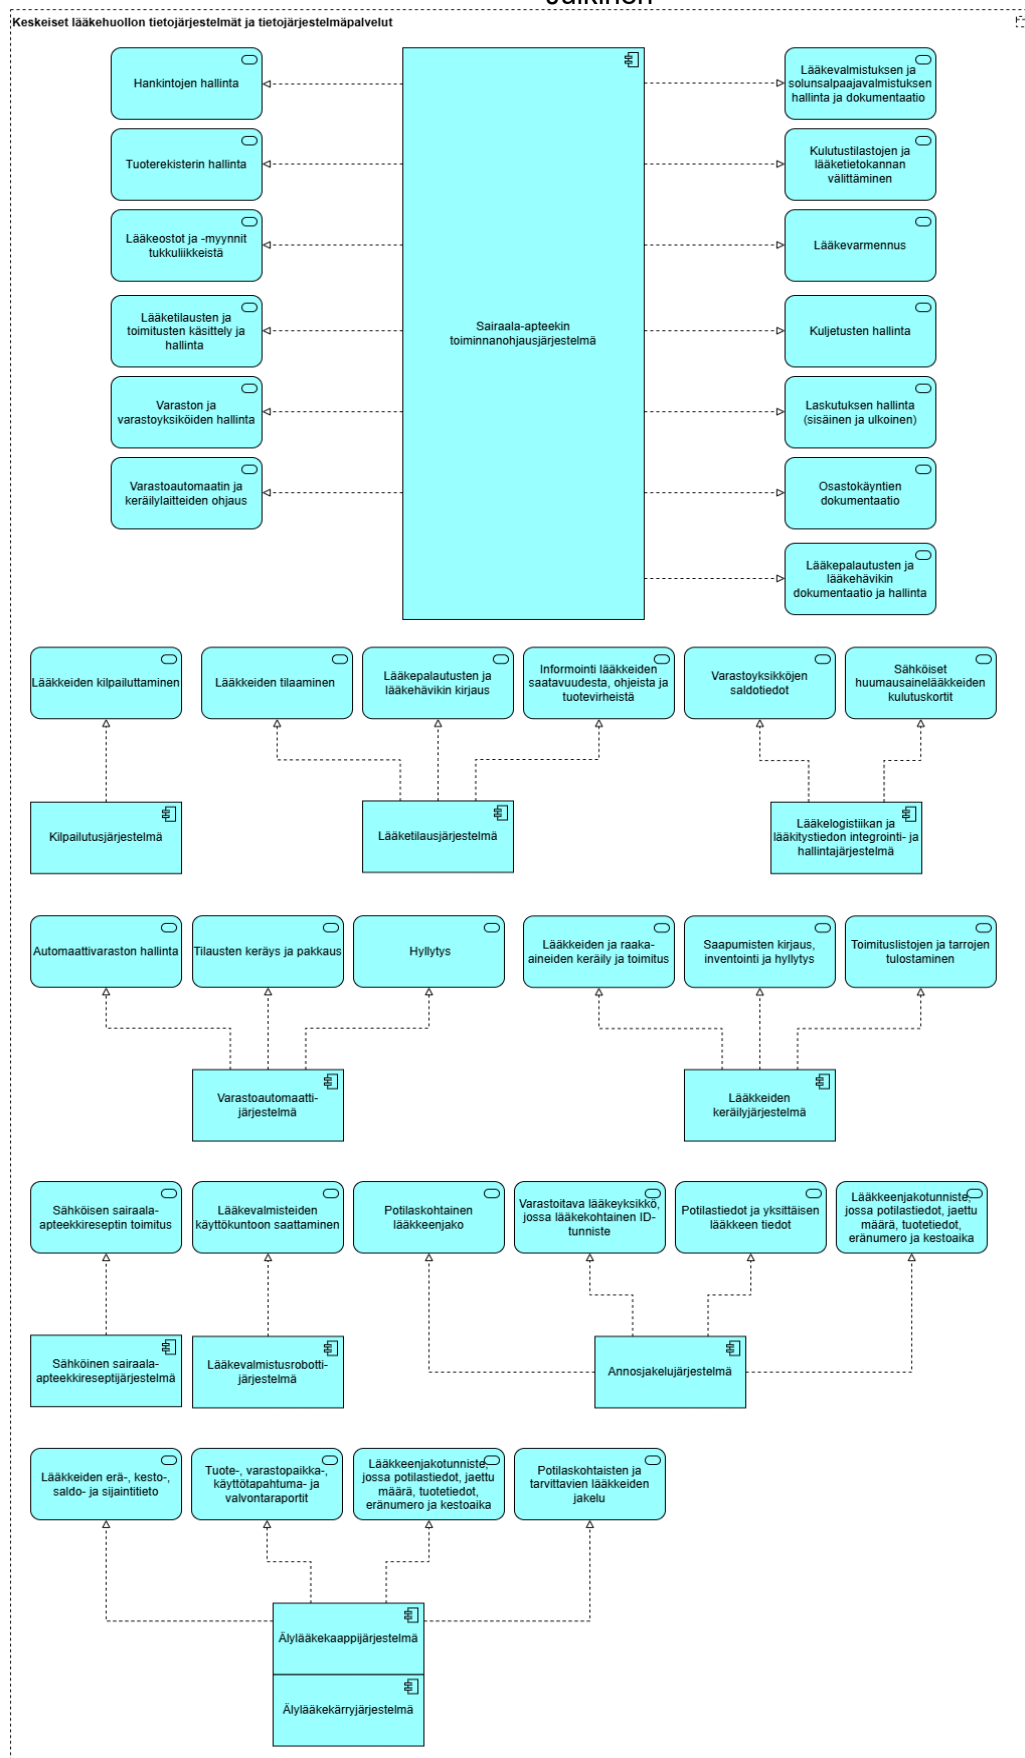 Julkinen
Keskeiset lääkehuollon tietojärjestelmät ja tietojärjestelmäpalvelut
Hankintojen hallinta
Tuoterekisterin hallinta
Lääkeostot ja -myynnit
tukkuliikkeistä
Lääketilausten ja
toimitusten käsittely ja
hallinta
Varaston ja
varastoyksiköiden hallinta
Varastoautomaatin ja
keräilylaitteiden ohjaus
Sairaala-apteekin
toiminnanohjausjärjestelmä
Lääkevalmistuksen ja
solunsalpaajavalmistuksen
hallinta ja dokumentaatio
Kulutustilastojen ja
lääketietokannan
välittäminen
Lääkevarmennus
Kuljetusten hallinta
Laskutuksen hallinta
(sisäinen ja ulkoinen)
Osastokäyntien
dokumentaatio
Lääkepalautusten ja
lääkehävikin
dokumentaatio ja hallinta
Lääkkeiden kilpailuttaminen
Lääkkeiden tilaaminen
Lääkepalautusten ja
lääkehävikin kirjaus
Informointi lääkkeiden
saatavuudesta, ohjeista ja
tuotevirheistä
Varastoyksikköjen
saldotiedot
Sähköiset
huumausainelääkkeiden
kulutuskortit
Kilpailutusjärjestelmä
Lääketilausjärjestelmä
Lääkelogistiikan ja
lääkitystiedon integrointi- ja
hallintajärjestelmä
Automaattivaraston hallinta
Tilausten keräys ja pakkaus
Hyllytys
Lääkkeiden ja raaka-
aineiden keräily ja toimitus
Saapumisten kirjaus,
inventointi ja hyllytys
Toimituslistojen ja tarrojen
tulostaminen
Varastoautomaatti-
järjestelmä
Lääkkeiden
keräilyjärjestelmä
Sähköisen sairaala-
apteekkireseptin toimitus
Lääkevalmisteiden
käyttökuntoon saattaminen
Potilaskohtainen
lääkkeenjako
Varastoitava lääkeyksikkö,
jossa lääkekohtainen ID-
tunniste
Potilastiedot ja yksittäisen
lääkkeen tiedot
Lääkkeenjakotunniste,
jossa potilastiedot, jaettu
määrä, tuotetiedot,
eränumero ja kestoaika
Sähköinen sairaala-
apteekkireseptijärjestelmä
Lääkevalmistusrobotti-
järjestelmä
Annosjakelujärjestelmä
Lääkkeiden erä-, kesto-,
saldo- ja sijaintitieto
Tuote-, varastopaikka-,
käyttötapahtuma- ja
valvontaraportit
Lääkkeenjakotunniste,
jossa potilastiedot, jaettu
määrä, tuotetiedot,
eränumero ja kestoaika
Potilaskohtaisten ja
tarvittavien lääkkeiden
jakelu
Älylääkekaappijärjestelmä
Älylääkekärryjärjestelmä